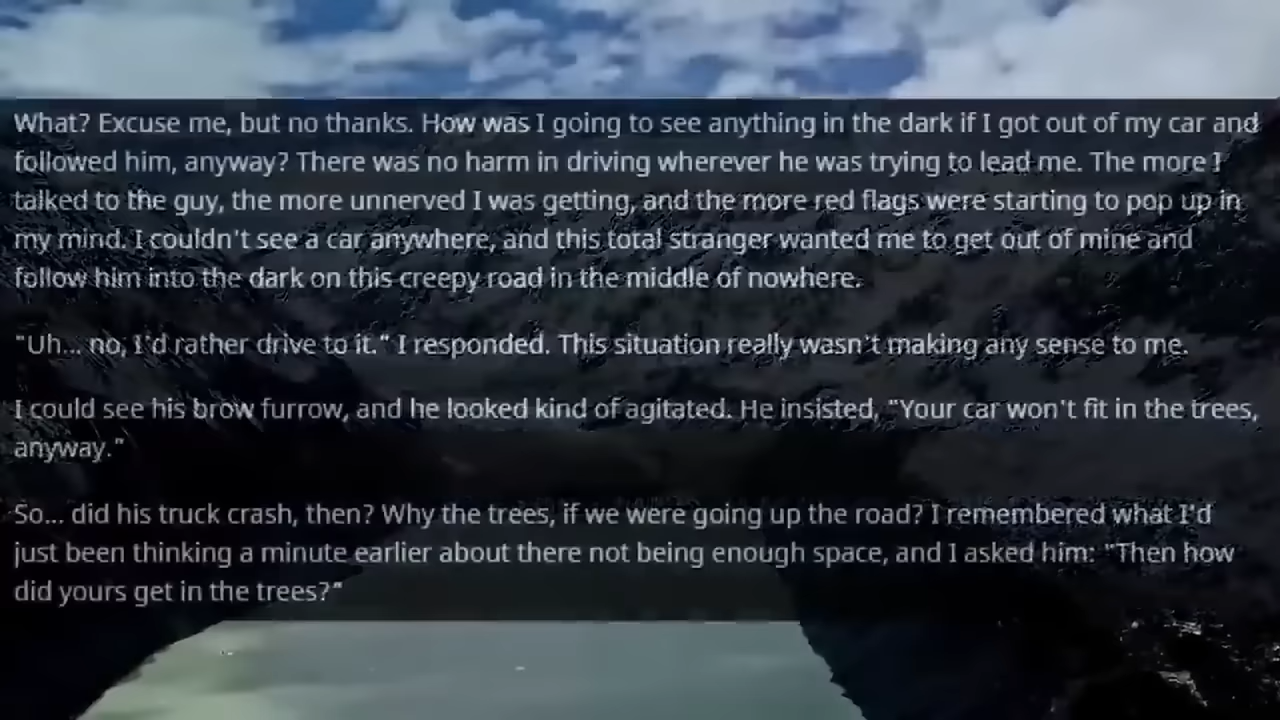 What? Excuse me, but no thanks. How was I going to see anything in the dark if I got out of my car and
followed him, anyway? There was no harm in driving wherever he was trying to lead me. The more I
talked to the guy, the more unnerved I was getting, and the more red flags were starting to pop up in
my mind. I couldn't see a car anywhere, and this total stranger wanted me to get out of mine and
follow him into the dark on this creepy road in the middle of nowhere.
"Uh... no, I'd rather drive to it." I responded. This situation really wasn't making any sense to me.
I could see his brow furrow, and he looked kind of agitated. He insisted, "Your car won't fit in the trees,
anyway."
So... did his truck crash, then? Why the trees, if we were going up the road? I remembered what I'd
just been thinking a minute earlier about there not being enough space, and I asked him: "Then how
did yours get in the trees?"